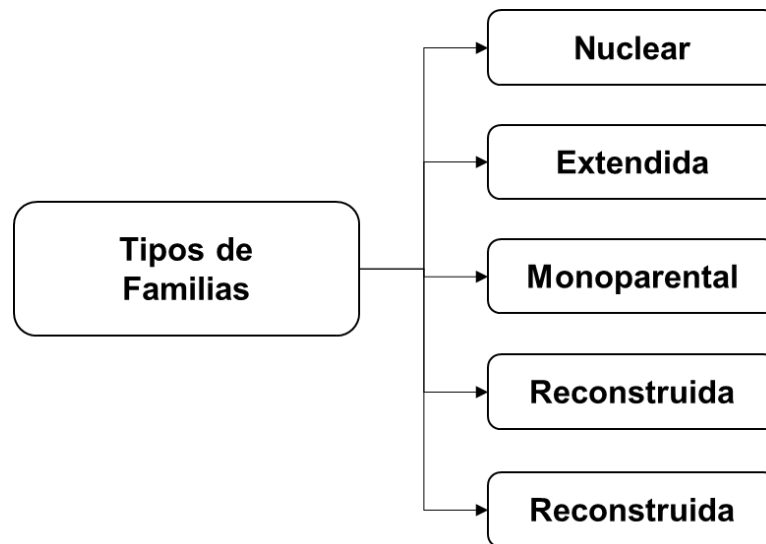 Nuclear
Extendida
Tipos de
Familias
Monoparental
Reconstruida
Reconstruida